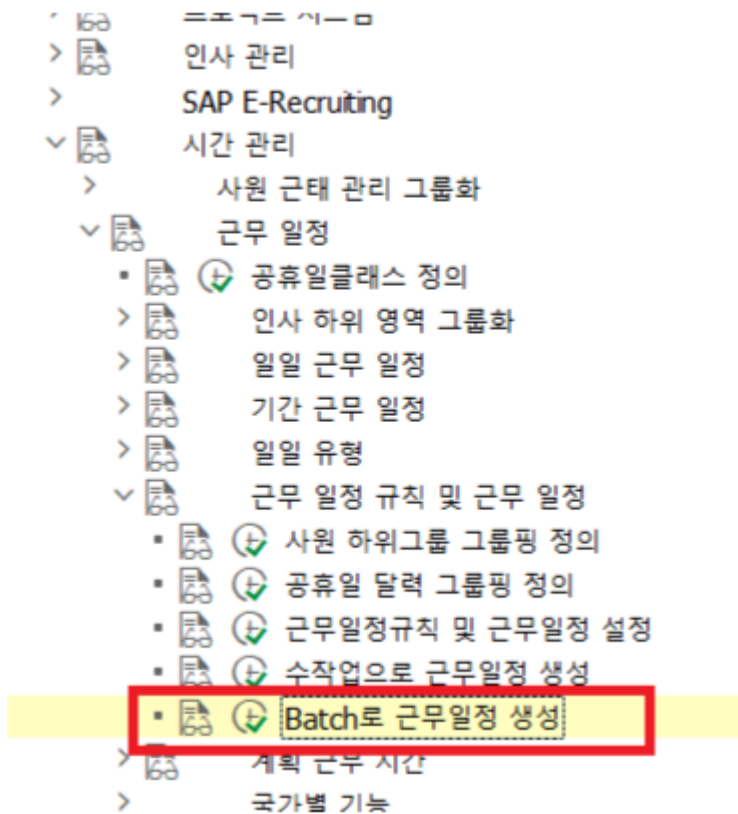 프로젝트 시스템
인사 관리
SAP E-Recruiting
시간 관리
사원 근태 관리 그룹화
근무 일정
공휴일클래스 정의
인사 하위 영역 그룹화
일일 근무 일정
기간 근무 일정
일일 유형
근무 일정 규칙 및 근무 일정
사원 하위그룹 그룹핑 정의
공휴일 달력 그룹핑 정의
근무일정규칙 및 근무일정 설정
수작업으로 근무일정 생성
Batch로 근무일정 생성
계획 근무 시간
국가별 기능